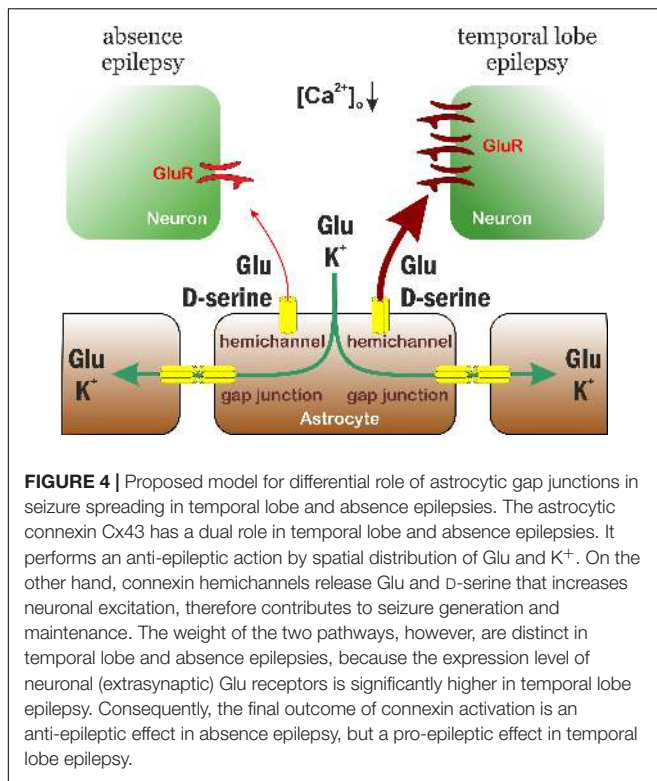 absence
epilepsy
temporal lobe
epilepsy
[Ca²⁺]ₒ↓
GluR
Neuron
GluR
Neuron
Glu
K⁺
Glu
D-serine
Glu
D-serine
hemichannel
hemichannel
Glu
K⁺
gap junction
gap junction
Astrocyte
Glu
K⁺
FIGURE 4 | Proposed model for differential role of astrocytic gap junctions in
seizure spreading in temporal lobe and absence epilepsies. The astrocytic
connexin Cx43 has a dual role in temporal lobe and absence epilepsies. It
performs an anti-epileptic action by spatial distribution of Glu and K⁺. On the
other hand, connexin hemichannels release Glu and D-serine that increases
neuronal excitation, therefore contributes to seizure generation and
maintenance. The weight of the two pathways, however, are distinct in
temporal lobe and absence epilepsies, because the expression level of
neuronal (extrasynaptic) Glu receptors is significantly higher in temporal lobe
epilepsy. Consequently, the final outcome of connexin activation is an
anti-epileptic effect in absence epilepsy, but a pro-epileptic effect in temporal
lobe epilepsy.